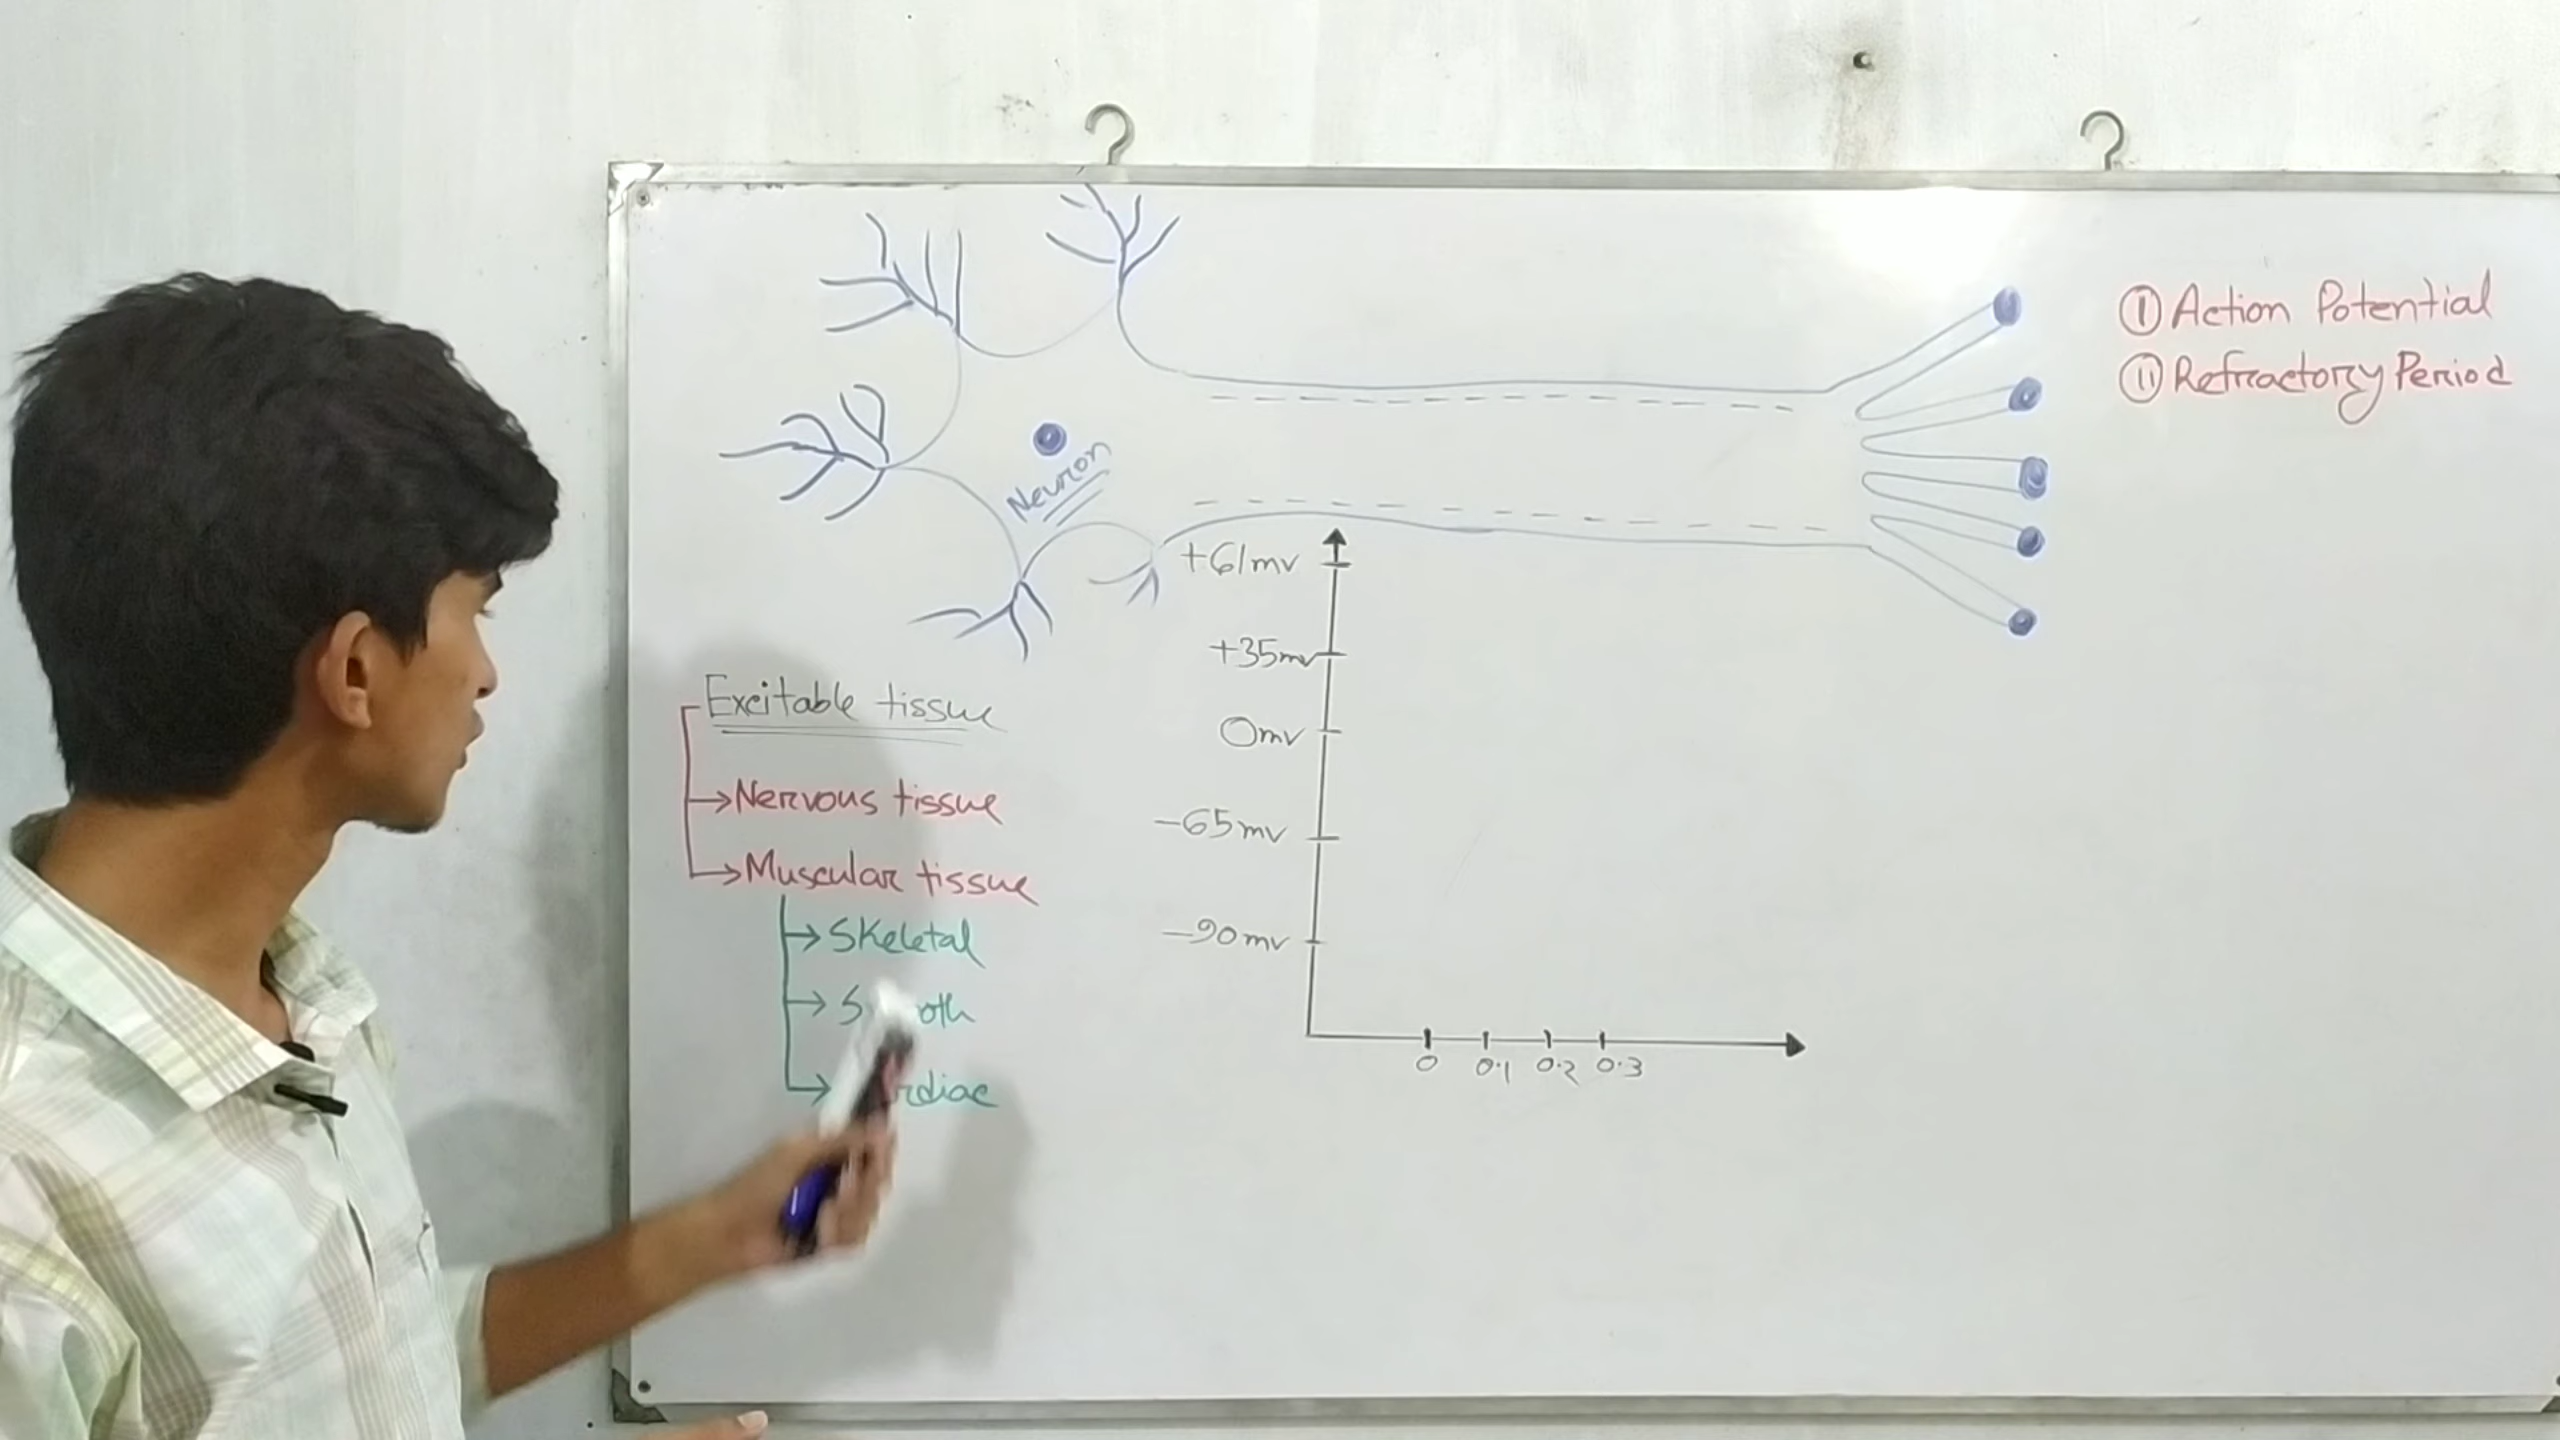 ① Action Potential
⑪ Refractory Period
Neuron
+61mv
+35mv
0mv
-65mv
-90mv
0 0.1 0.2 0.3
Excitable tissue
→Nervous tissue
→Muscular tissue
→Skeletal
→
→